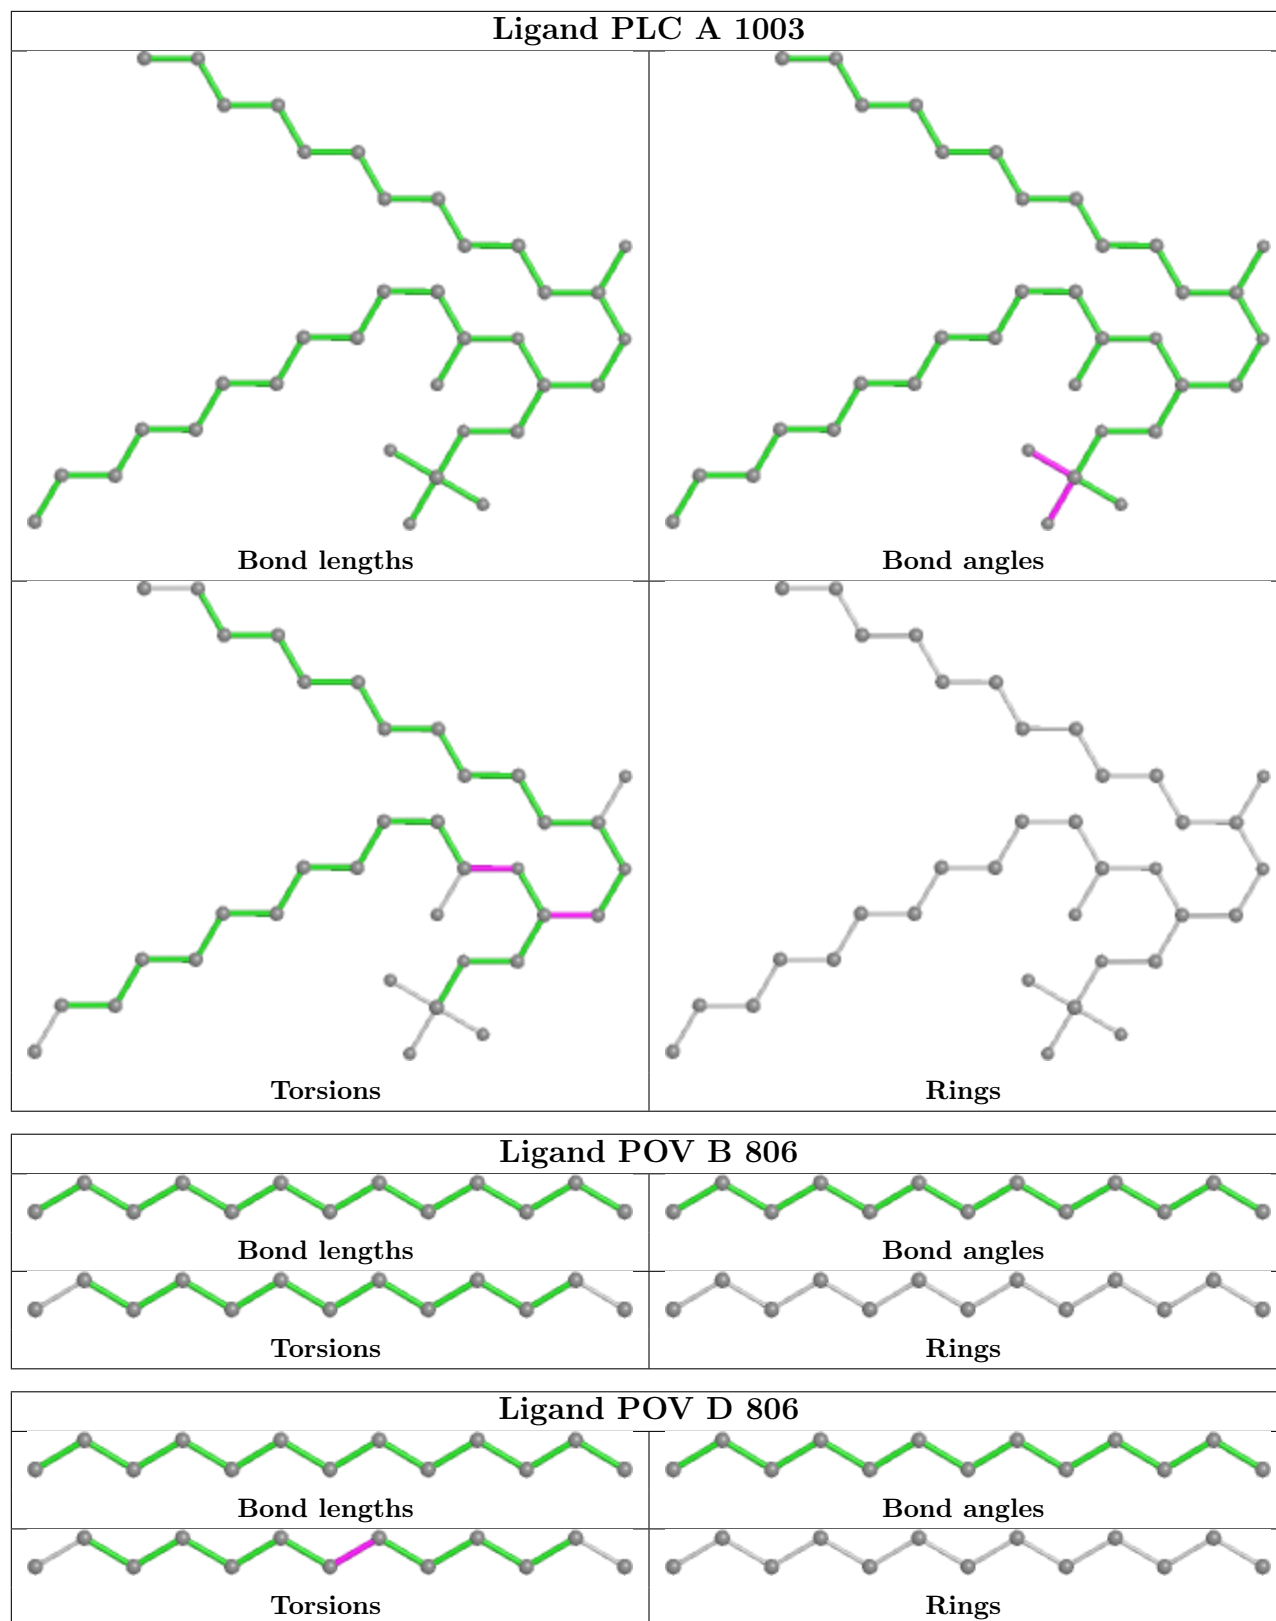 Ligand PLC A 1003
Bond lengths
Bond angles
Torsions
Rings
Ligand POV B 806
Bond lengths
Bond angles
Torsions
Rings
Ligand POV D 806
Bond lengths
Bond angles
Torsions
Rings